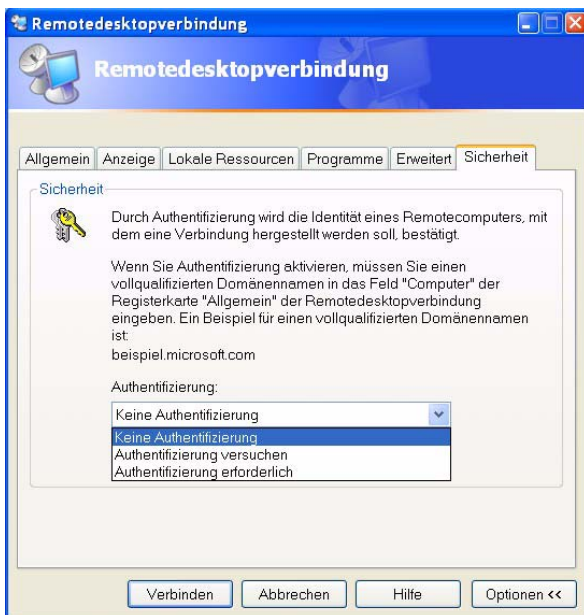 Remotedesktopverbindung
Remotedesktopverbindung
Allgemein Anzeige Lokale Ressourcen Programme Erweitert Sicherheit
Sicherheit
Durch Authentifizierung wird die Identität eines Remotecomputers, mit
dem eine Verbindung hergestellt werden soll, bestätigt.
Wenn Sie Authentifizierung aktivieren, müssen Sie einen
vollqualifizierten Domänennamen in das Feld "Computer" der
Registerkarte "Allgemein" der Remotedesktopverbindung
eingeben. Ein Beispiel für einen vollqualifizierten Domänennamen
ist:
beispiel.microsoft.com
Authentifizierung:
Keine Authentifizierung
Keine Authentifizierung
Authentifizierung versuchen
Authentifizierung erforderlich
Verbinden Abbrechen Hilfe Optionen <<